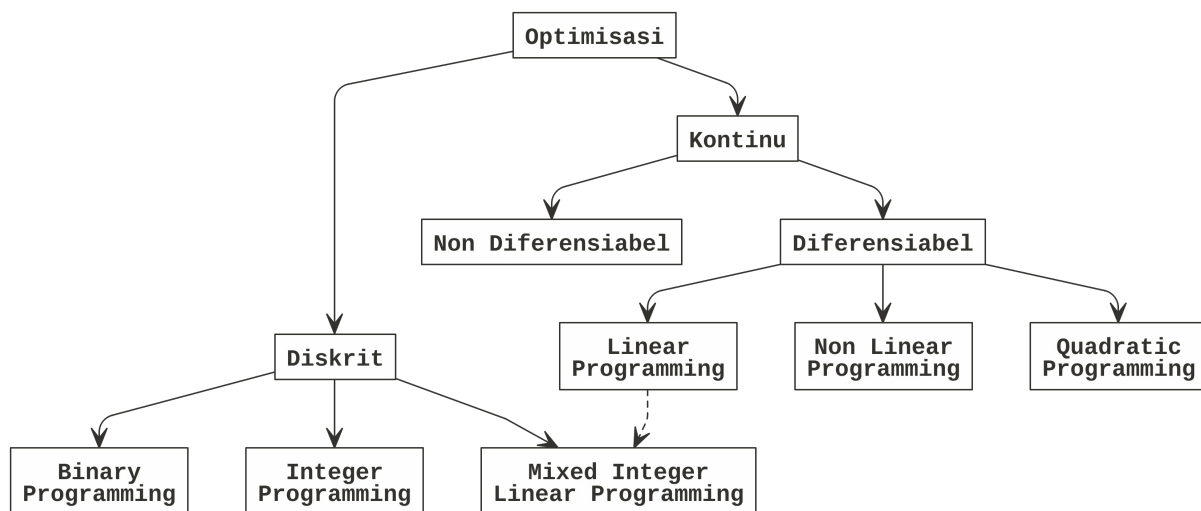 Optimisasi
Kontinu
Non Diferensiabel
Diferensiabel
Diskrit
Linear
Programming
Non Linear
Programming
Quadratic
Programming
Binary
Programming
Integer
Programming
Mixed Integer
Linear Programming